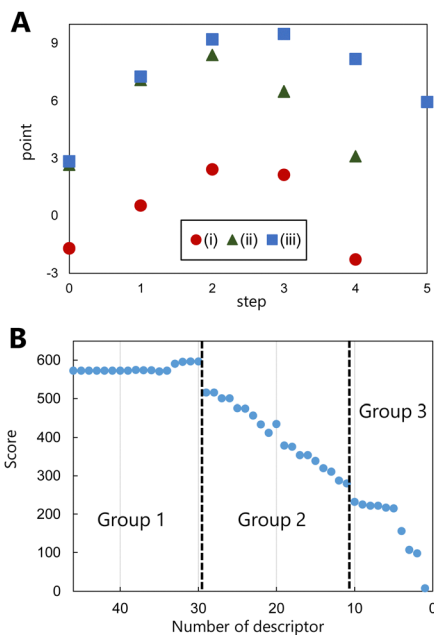 A
9
6
3
0
-3
point
(i) (ii) (iii)
0 1 2 3 4 5
step
B
600
500
400
300
200
100
0
Score
Group 1
Group 2
Group 3
40 30 20 10 0
Number of descriptor